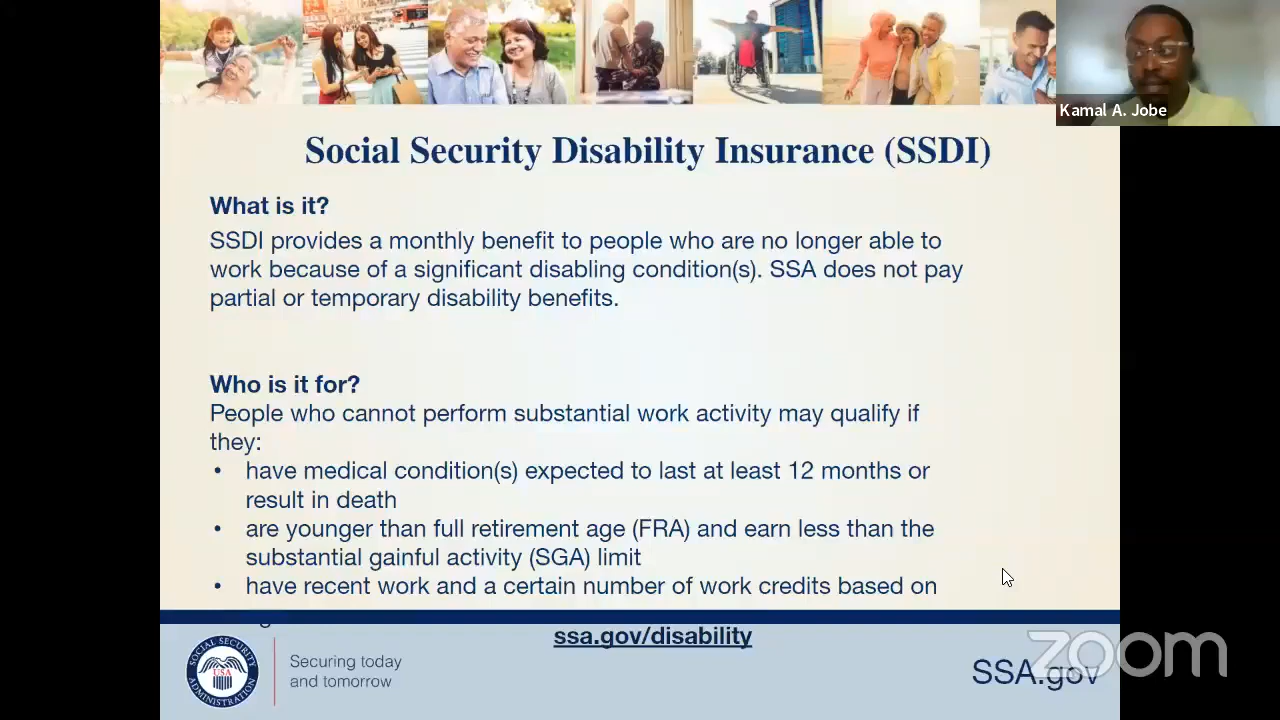 Kamal A. Jobe
Social Security Disability Insurance (SSDI)
What is it?
SSDI provides a monthly benefit to people who are no longer able to
work because of a significant disabling condition(s). SSA does not pay
partial or temporary disability benefits.
Who is it for?
People who cannot perform substantial work activity may qualify if
they:
• have medical condition(s) expected to last at least 12 months or
result in death
• are younger than full retirement age (FRA) and earn less than the
substantial gainful activity (SGA) limit
• have recent work and a certain number of work credits based on
ssa.gov/disability
SOCIAL SECURITY
USA
ADMINISTRATION
Securing today
and tomorrow
SSA.gov
zoom